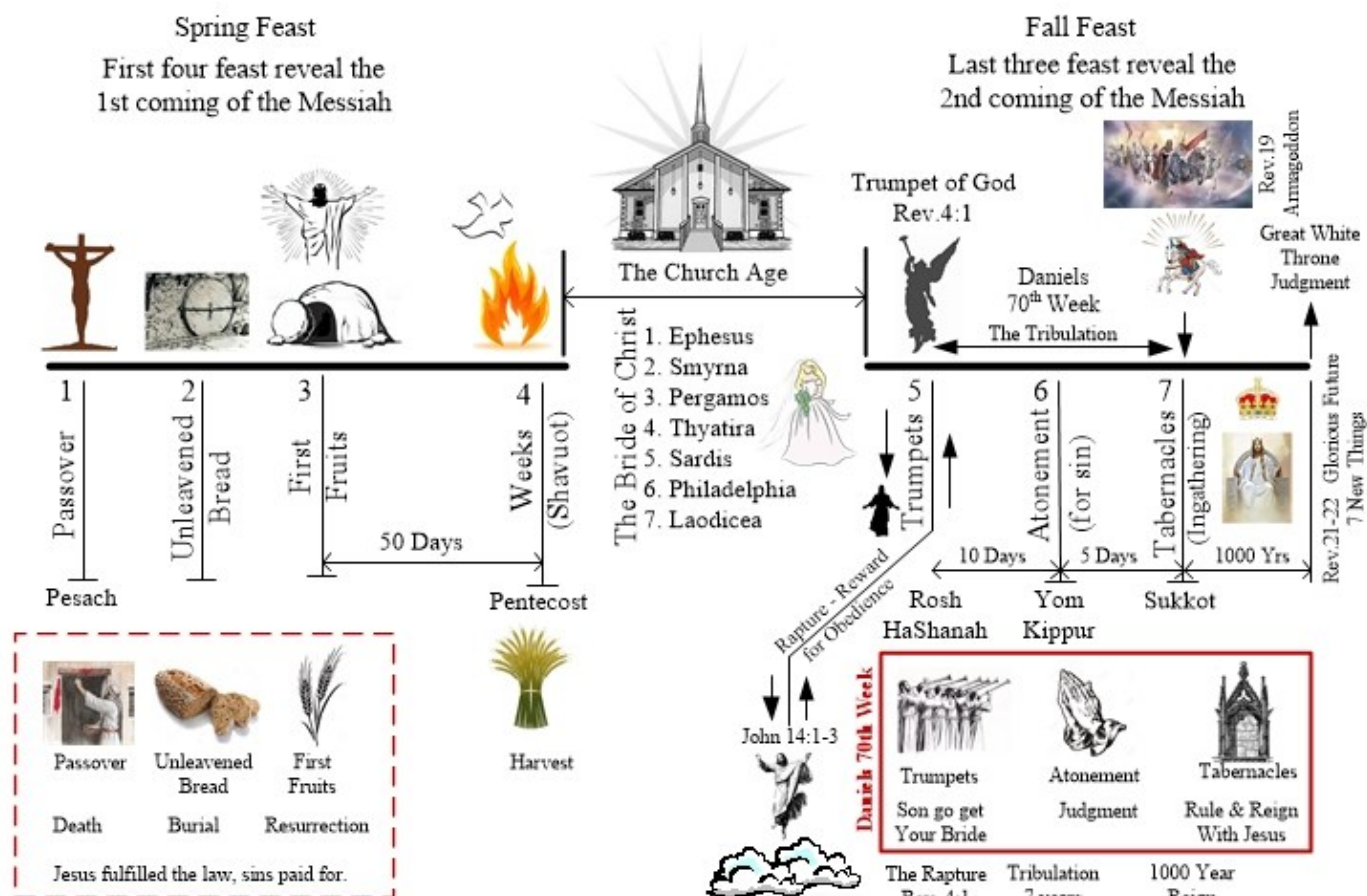 Spring Feast
First four feast reveal the
1st coming of the Messiah
Fall Feast
Last three feast reveal the
2nd coming of the Messiah
Trumpet of God
Rev.4:1
Rev.19
Armageddon
Great White
Throne
Judgment
Daniels
70th Week
The Tribulation
The Church Age
The Bride of Christ
1. Ephesus
2. Smyrna
3. Pergamos
4. Thyatira
5. Sardis
6. Philadelphia
7. Laodicea
1
Passover
2
Unleavened
Bread
3
First
Fruits
4
Weeks
(Shavuot)
50 Days
Pesach
Pentecost
5
Trumpets
6
Atonement
(for sin)
7
Tabernacles
(Ingathering)
10 Days
5 Days
1000 Yrs
Rev.21-22 Glorious Future
7 New Things
Rosh
HaShanah
Yom
Kippur
Sukkot
Rapture - Reward
for Obedience
John 14:1-3
Passover
Unleavened
Bread
First
Fruits
Death
Burial
Resurrection
Jesus fulfilled the law, sins paid for.
Harvest
Daniels 70th Week
Trumpets
Atonement
Tabernacles
Son go get
Your Bride
Judgment
Rule & Reign
With Jesus
The Rapture
Rev. 4:1
Tribulation
7 years
1000 Year
Reign